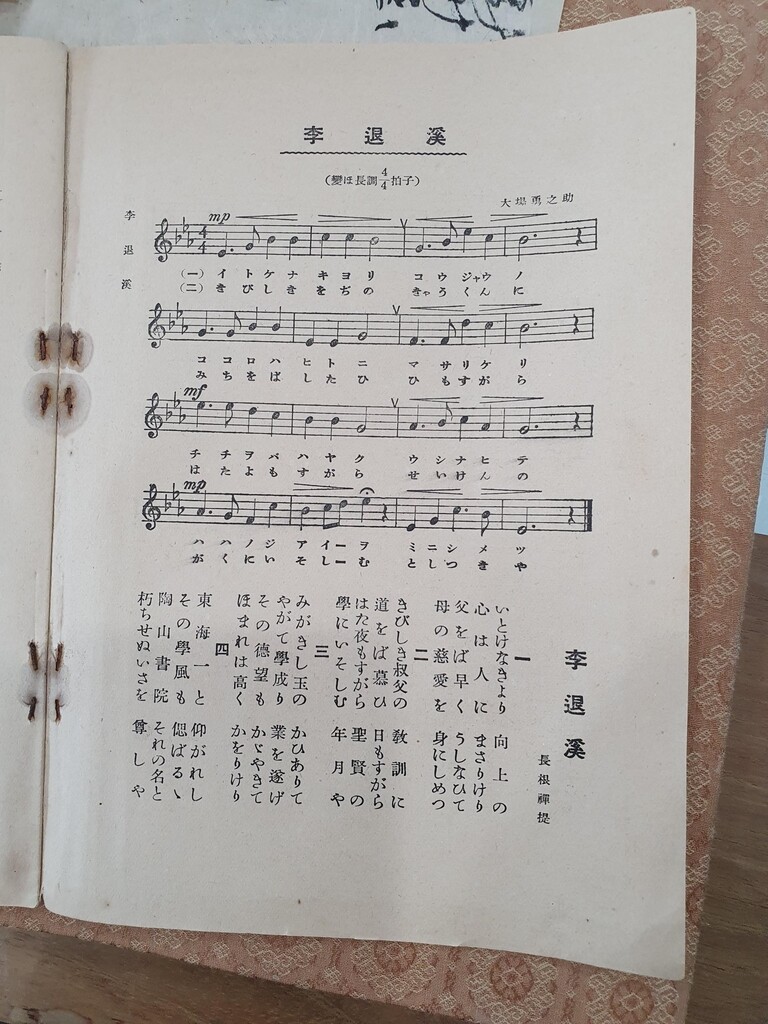 李退溪
(變ほ長調4/4拍子)
大場勇之助
李退溪
mp
(一)イトケナキヨリ コウジャウノ
(二)きびしきをぢの きゃうくんに
ココロハヒトニ マサリケリ
みちをばしたひ ひもすがら
mf
チチヲバハヤク ウシナヒテ
はたよもすがら せいけんの
mp
ハハノジアイーヲ ミニシメツ
がくにいそしーむ としつきや
李退溪
長根禪提
一
いとけなきより 向上の
心は人に まさりけり
父をば早く うしなひて
母の慈愛を 身にしめつ
二
きびしき叔父の 敎訓に
道をば慕ひ 日もすがら
はた夜もすがら 聖賢の
學にいそしむ 年月や
三
みがきし玉の かひありて
やがて學成り 業を遂げ
その德望も かゞやきて
ほまれは高く かをりけり
四
東海一と 仰がれし
その學風も 偲ばるゝ
陶山書院 それの名と
朽ちせぬいさを 尊しや